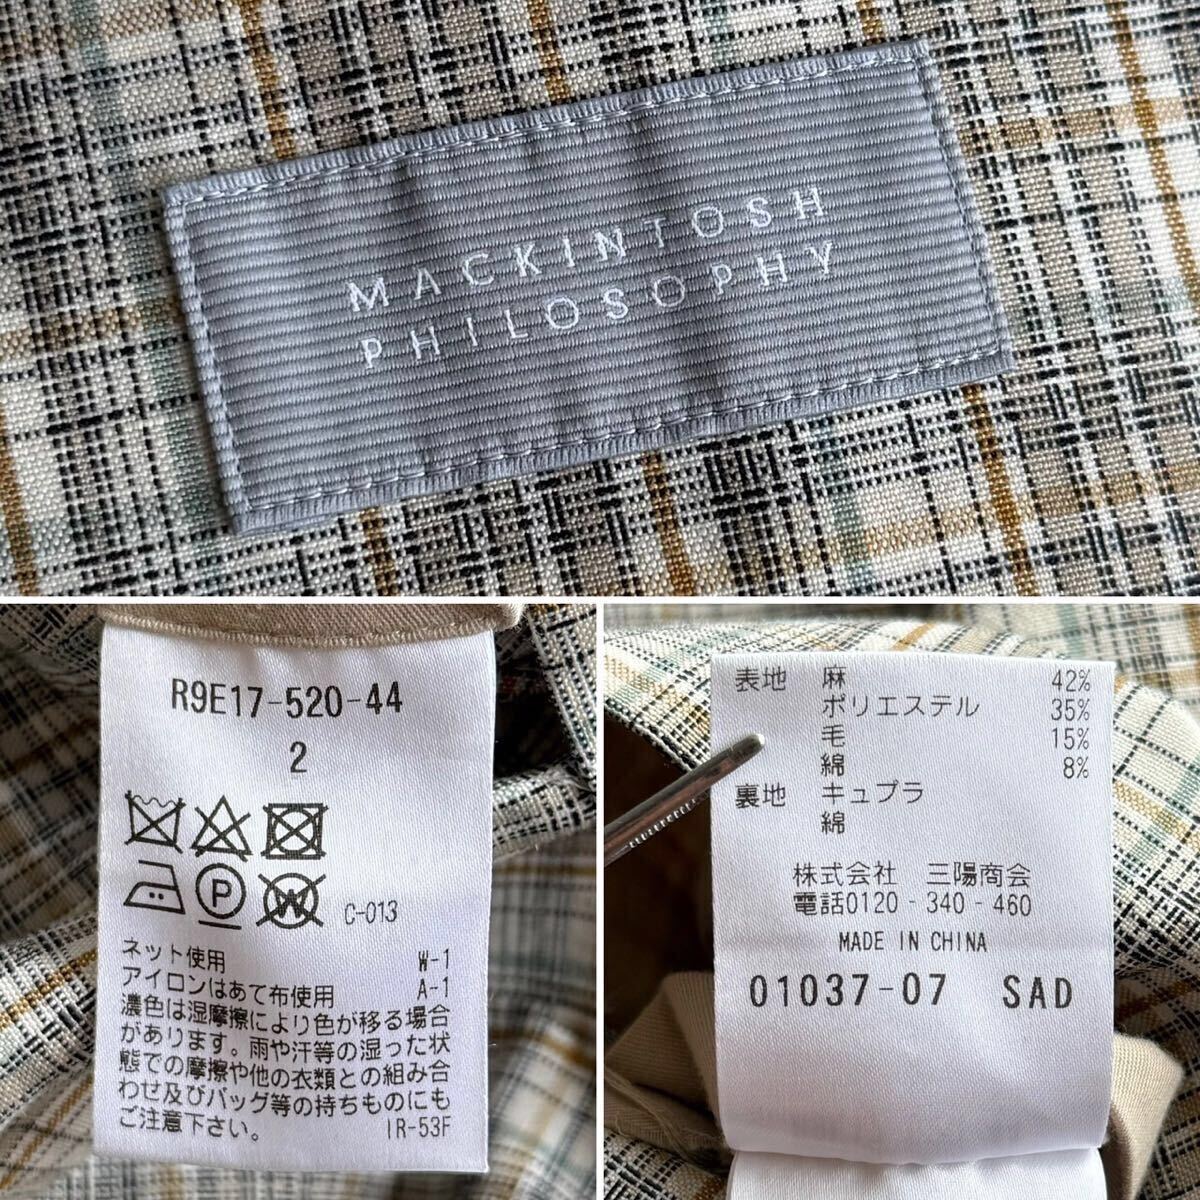 MACKINTOSH
PHILOSOPHY
R9E17-520-44
2
P
W
C-013
ネット使用 W-1
アイロンはあて布使用 A-1
濃色は湿摩擦により色が移る場合
があります。雨や汗等の湿った状
態での摩擦や他の衣類との組み合
わせ及びバッグ等の持ちものにも
ご注意下さい。 IR-53F
表地 麻 42%
ポリエステル 35%
毛 15%
綿 8%
裏地 キュプラ
綿
株式会社 三陽商会
電話0120-340-460
MADE IN CHINA
01037-07 SAD